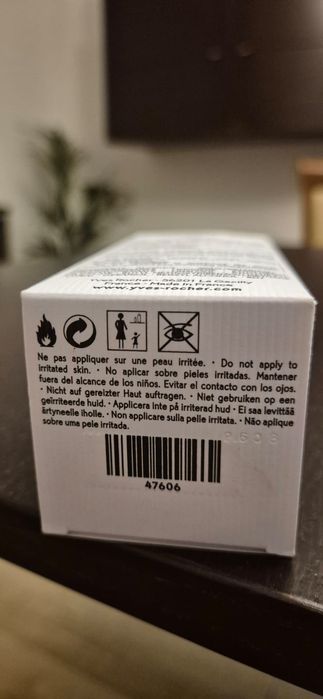 Yves Rocher - 56201 La Gacilly
France - Made in France
www.yves-rocher.com
Ne pas appliquer sur une peau irritée. • Do not apply to
irritated skin. • No aplicar sobre pieles irritadas. Mantener
fuera del alcance de los niños. Evitar el contacto con los ojos.
• Nicht auf gereizter Haut auftragen. • Niet gebruiken op een
geïrriteerde huid. • Applicera inte på irriterad hud • Ei saa levittää
ärtyneelle iholle. • Non applicare sulla pelle irritata. • Não aplique
sobre uma pele irritada.
47606